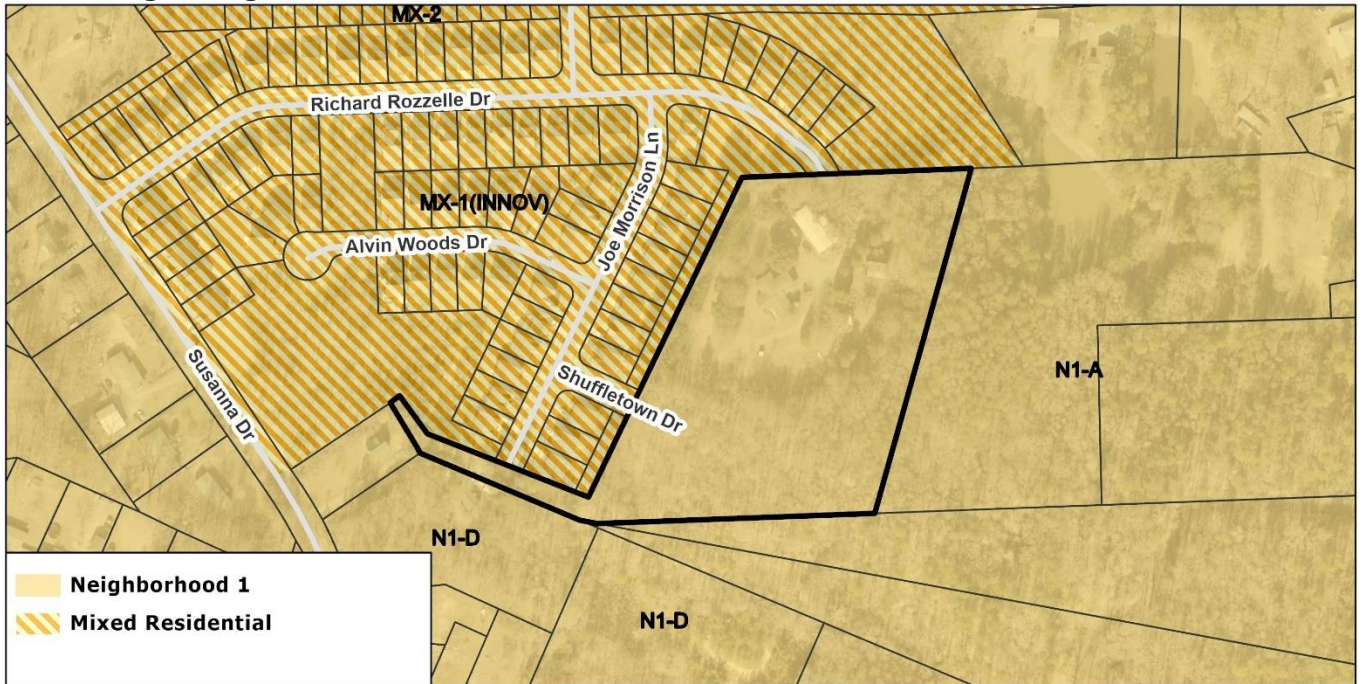 MX-2
Richard Rozzelle Dr
Joe Morrison Ln
MX-1(INNOV)
Alvin Woods Dr
Susanna Dr
Shuffletown Dr
N1-A
N1-D
N1-D
Neighborhood 1
Mixed Residential